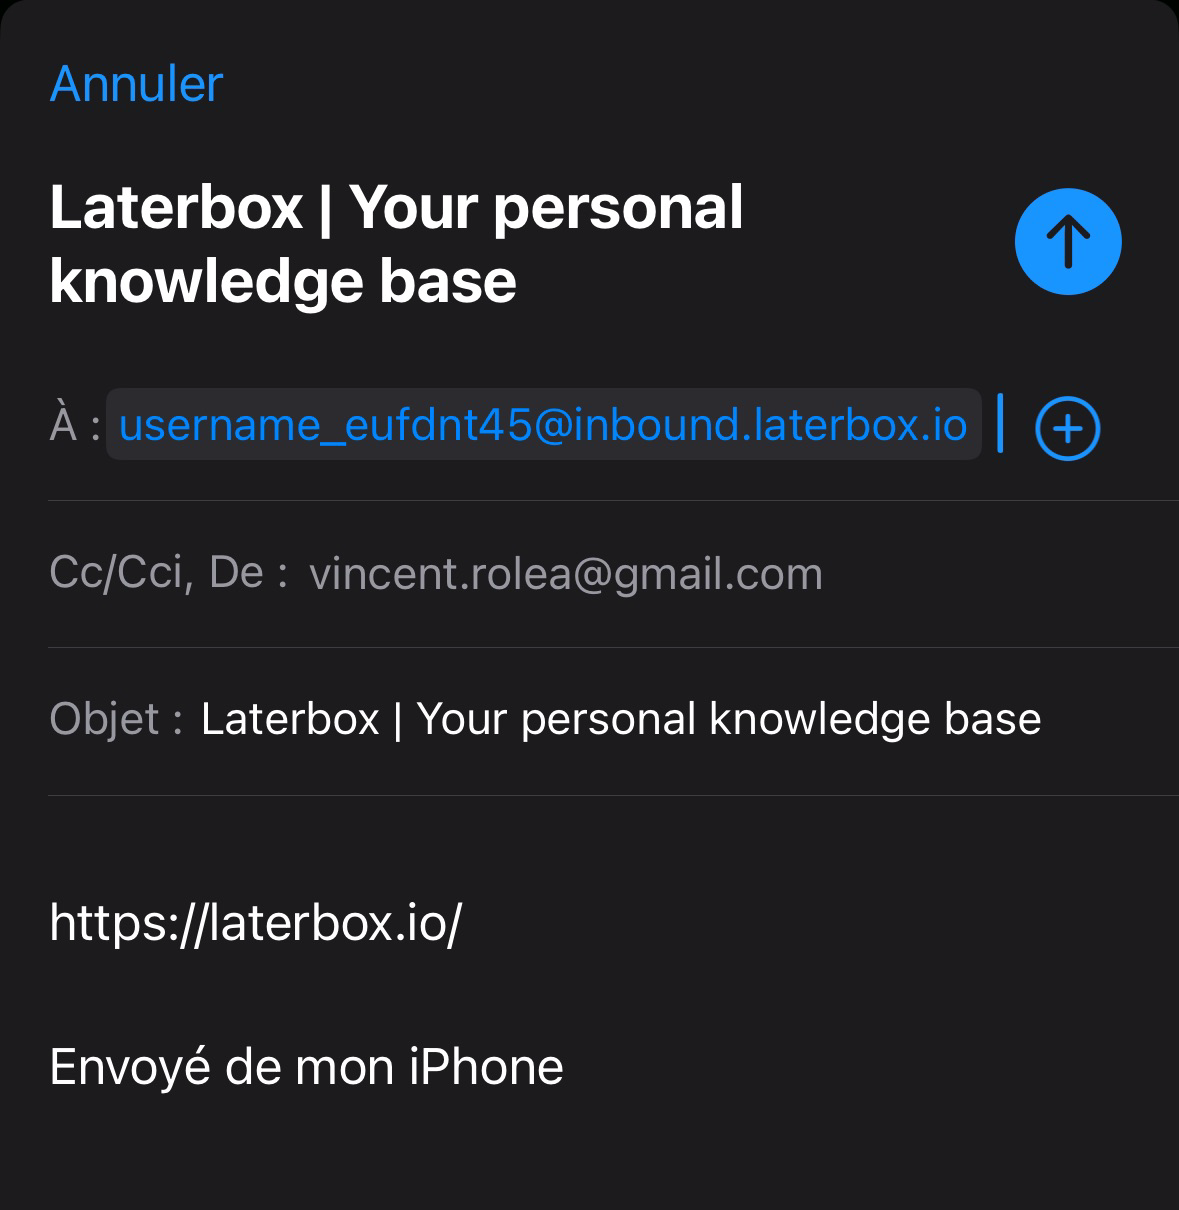 Annuler
Laterbox | Your personal
knowledge base
À : username_eufdnt45@inbound.laterbox.io
Cc/Cci, De : vincent.rolea@gmail.com
Objet : Laterbox | Your personal knowledge base
https://laterbox.io/
Envoyé de mon iPhone